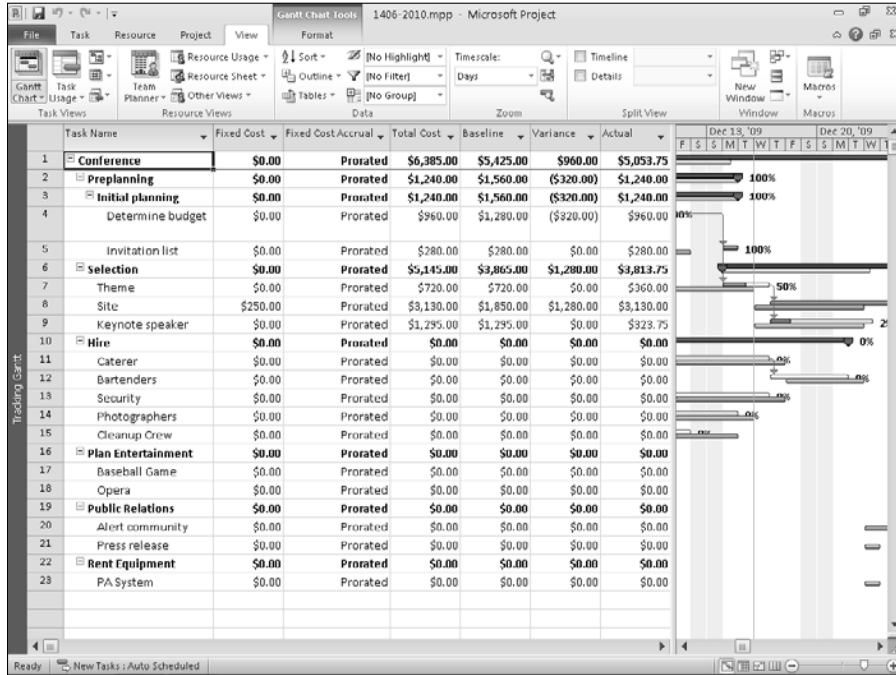 Gantt Chart Tools 1406-2010.mpp - Microsoft Project
File Task Resource Project View Format
Gantt Chart
Task Usage
Team Planner
Resource Usage
Resource Sheet
Other Views
Sort
Outline
Tables
[No Highlight]
[No Filter]
[No Group]
Timescale:
Days
Timeline
Details
New Window
Macros
Task Views Resource Views Data Zoom Split View Window Macros
Task Name Fixed Cost Fixed Cost Accrual Total Cost Baseline Variance Actual Dec 13, '09 Dec 20, '09
F S S M T W T F S S M T W T
1 Conference $0.00 Prorated $6,385.00 $5,425.00 $960.00 $5,053.75
2 Preplanning $0.00 Prorated $1,240.00 $1,560.00 ($320.00) $1,240.00 100%
3 Initial planning $0.00 Prorated $1,240.00 $1,560.00 ($320.00) $1,240.00 100%
4 Determine budget $0.00 Prorated $960.00 $1,280.00 ($320.00) $960.00 0%
5 Invitation list $0.00 Prorated $280.00 $280.00 $0.00 $280.00 100%
6 Selection $0.00 Prorated $5,145.00 $3,865.00 $1,280.00 $3,813.75
7 Theme $0.00 Prorated $720.00 $720.00 $0.00 $360.00 50%
8 Site $250.00 Prorated $3,130.00 $1,850.00 $1,280.00 $3,130.00
9 Keynote speaker $0.00 Prorated $1,295.00 $1,295.00 $0.00 $323.75 2
10 Hire $0.00 Prorated $0.00 $0.00 $0.00 $0.00 0%
11 Caterer $0.00 Prorated $0.00 $0.00 $0.00 $0.00 0%
12 Bartenders $0.00 Prorated $0.00 $0.00 $0.00 $0.00 0%
13 Security $0.00 Prorated $0.00 $0.00 $0.00 $0.00 0%
14 Photographers $0.00 Prorated $0.00 $0.00 $0.00 $0.00 0%
15 Cleanup Crew $0.00 Prorated $0.00 $0.00 $0.00 $0.00 0%
16 Plan Entertainment $0.00 Prorated $0.00 $0.00 $0.00 $0.00
17 Baseball Game $0.00 Prorated $0.00 $0.00 $0.00 $0.00
18 Opera $0.00 Prorated $0.00 $0.00 $0.00 $0.00
19 Public Relations $0.00 Prorated $0.00 $0.00 $0.00 $0.00
20 Alert community $0.00 Prorated $0.00 $0.00 $0.00 $0.00
21 Press release $0.00 Prorated $0.00 $0.00 $0.00 $0.00
22 Rent Equipment $0.00 Prorated $0.00 $0.00 $0.00 $0.00
23 PA System $0.00 Prorated $0.00 $0.00 $0.00 $0.00
Tracking Gantt
Ready New Tasks : Auto Scheduled